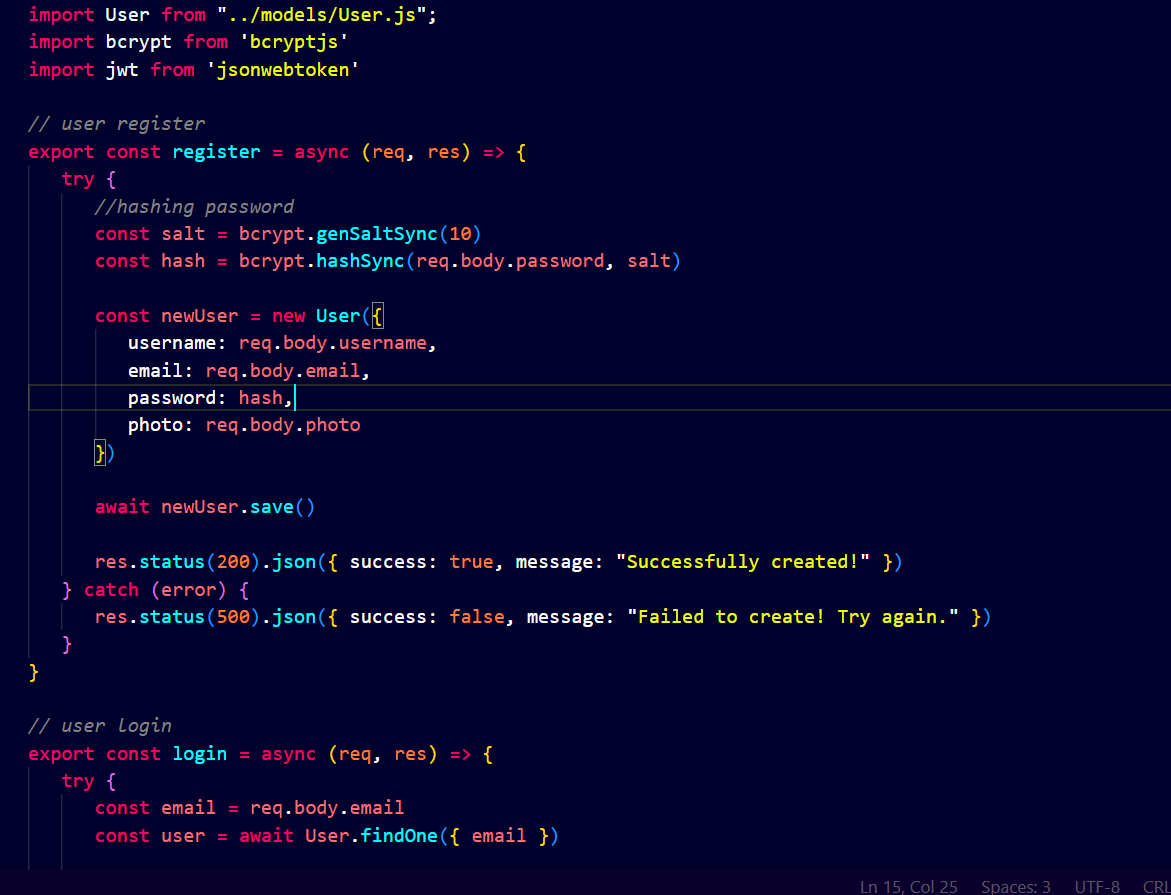 import User from "../models/User.js";
import bcrypt from 'bcryptjs'
import jwt from 'jsonwebtoken'
// user register
export const register = async (req, res) => {
try {
//hashing password
const salt = bcrypt.genSaltSync(10)
const hash = bcrypt.hashSync(req.body.password, salt)
const newUser = new User({
username: req.body.username,
email: req.body.email,
password: hash,
photo: req.body.photo
})
await newUser.save()
res.status(200).json({ success: true, message: "Successfully created!" })
} catch (error) {
res.status(500).json({ success: false, message: "Failed to create! Try again." })
}
}
// user login
export const login = async (req, res) => {
try {
const email = req.body.email
const user = await User.findOne({ email })
Ln 15, Col 25 Spaces: 3 UTF-8 CRL